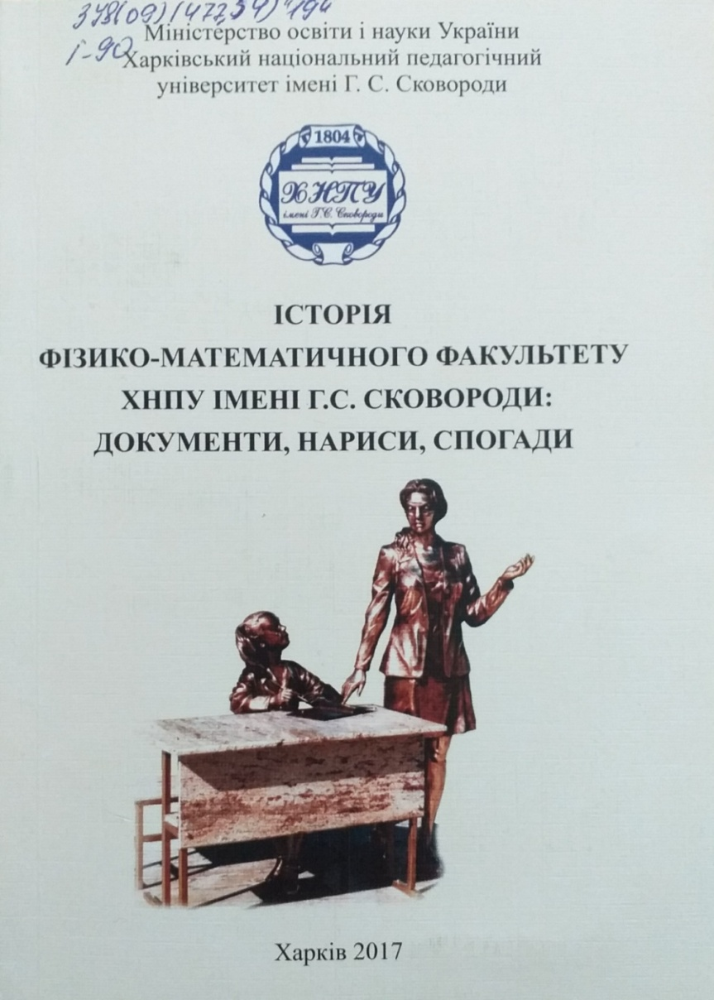 378(09)(477.54)"194
І-90
Міністерство освіти і науки України
Харківський національний педагогічний
університет імені Г. С. Сковороди
1804
ХНПУ
імені Г.С. Сковороди
ІСТОРІЯ
ФІЗИКО-МАТЕМАТИЧНОГО ФАКУЛЬТЕТУ
ХНПУ ІМЕНІ Г.С. СКОВОРОДИ:
ДОКУМЕНТИ, НАРИСИ, СПОГАДИ
Харків 2017